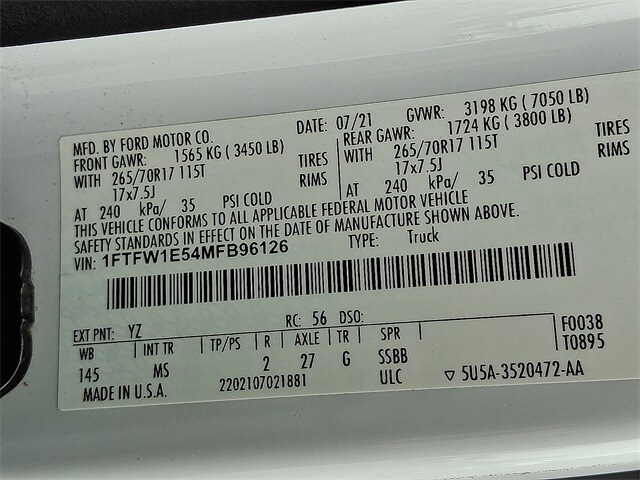 MFD. BY FORD MOTOR CO. DATE: 07/21 GVWR: 3198 KG ( 7050 LB)
FRONT GAWR: 1565 KG ( 3450 LB) REAR GAWR: 1724 KG ( 3800 LB)
WITH 265/70R17 115T TIRES WITH 265/70R17 115T TIRES
17x7.5J RIMS 17x7.5J RIMS
AT 240 kPa/ 35 PSI COLD AT 240 kPa/ 35 PSI COLD
THIS VEHICLE CONFORMS TO ALL APPLICABLE FEDERAL MOTOR VEHICLE
SAFETY STANDARDS IN EFFECT ON THE DATE OF MANUFACTURE SHOWN ABOVE.
VIN: 1FTFW1E54MFB96126 TYPE: Truck
EXT PNT: YZ RC: 56 DSO: F0038
WB INT TR TP/PS R AXLE TR SPR T0895
145 MS 2 27 G SSBB
MADE IN U.S.A. 2202107021881 ULC ▽ 5U5A-3520472-AA